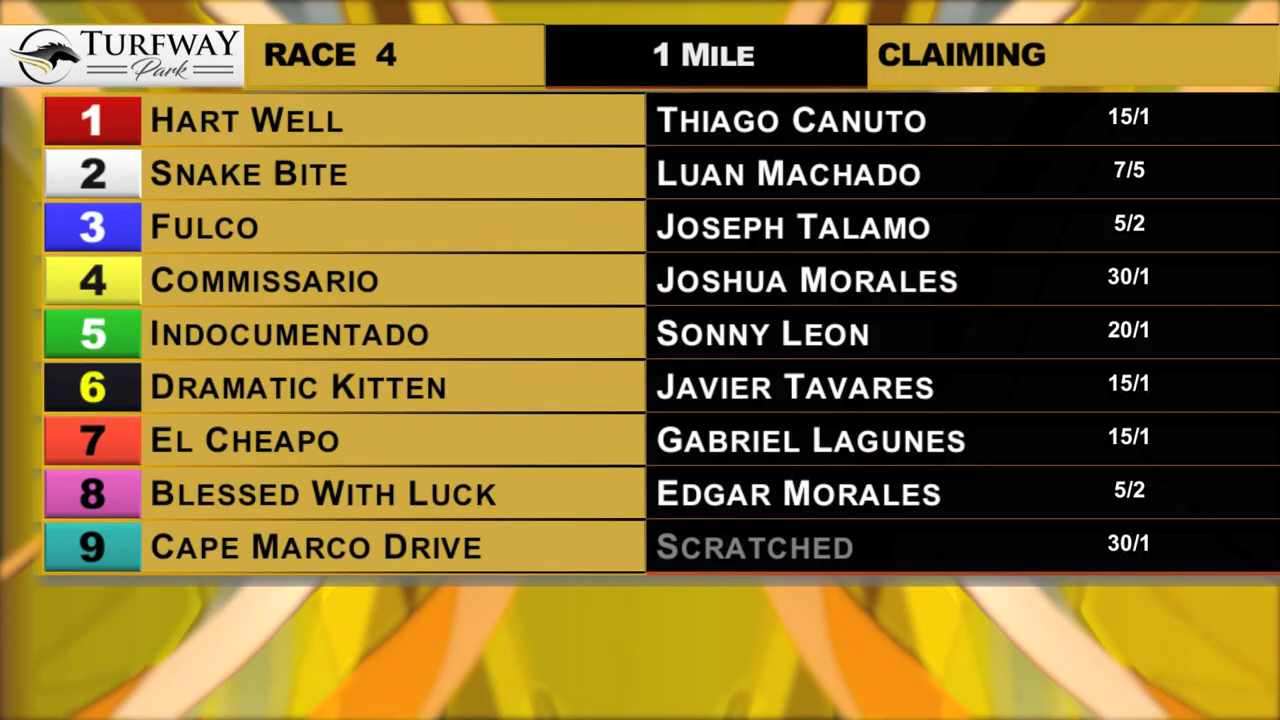 TURFWAY Park RACE 4 1 MILE CLAIMING
1 HART WELL THIAGO CANUTO 15/1
2 SNAKE BITE LUAN MACHADO 7/5
3 FULCO JOSEPH TALAMO 5/2
4 COMMISSARIO JOSHUA MORALES 30/1
5 INDOCUMENTADO SONNY LEON 20/1
6 DRAMATIC KITTEN JAVIER TAVARES 15/1
7 EL CHEAPO GABRIEL LAGUNES 15/1
8 BLESSED WITH LUCK EDGAR MORALES 5/2
9 CAPE MARCO DRIVE SCRATCHED 30/1